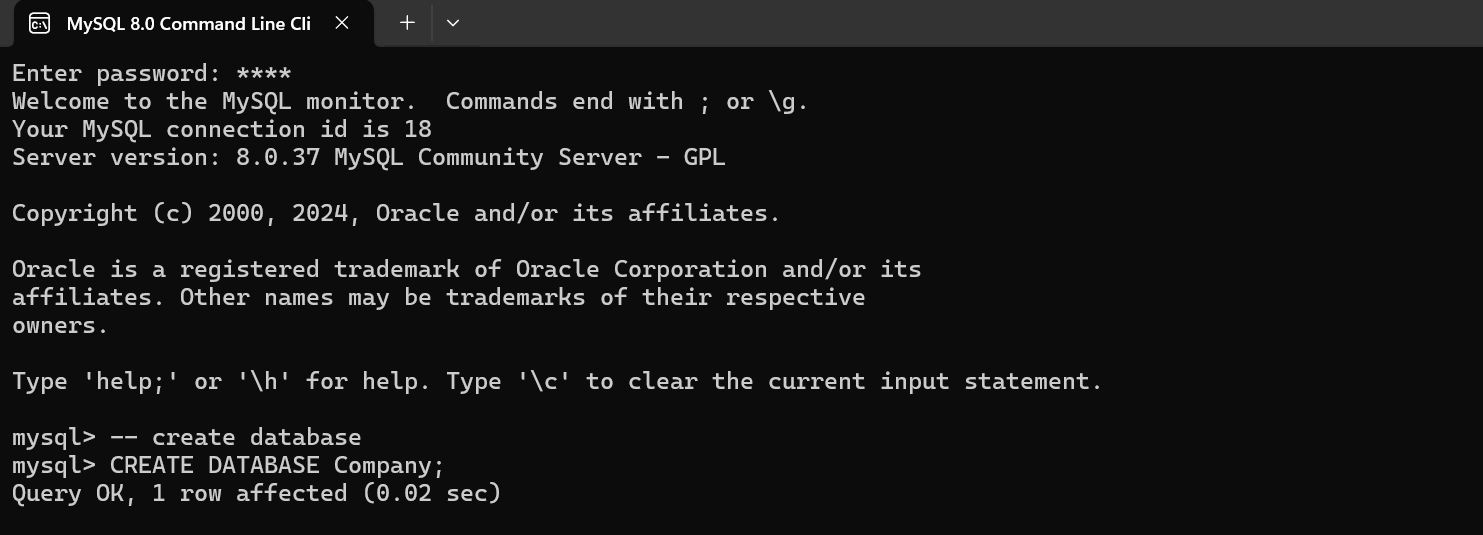 MySQL 8.0 Command Line Cli
Enter password: ****
Welcome to the MySQL monitor.  Commands end with ; or \g.
Your MySQL connection id is 18
Server version: 8.0.37 MySQL Community Server - GPL
Copyright (c) 2000, 2024, Oracle and/or its affiliates.
Oracle is a registered trademark of Oracle Corporation and/or its
affiliates. Other names may be trademarks of their respective
owners.
Type 'help;' or '\h' for help. Type '\c' to clear the current input statement.
mysql> -- create database
mysql> CREATE DATABASE Company;
Query OK, 1 row affected (0.02 sec)